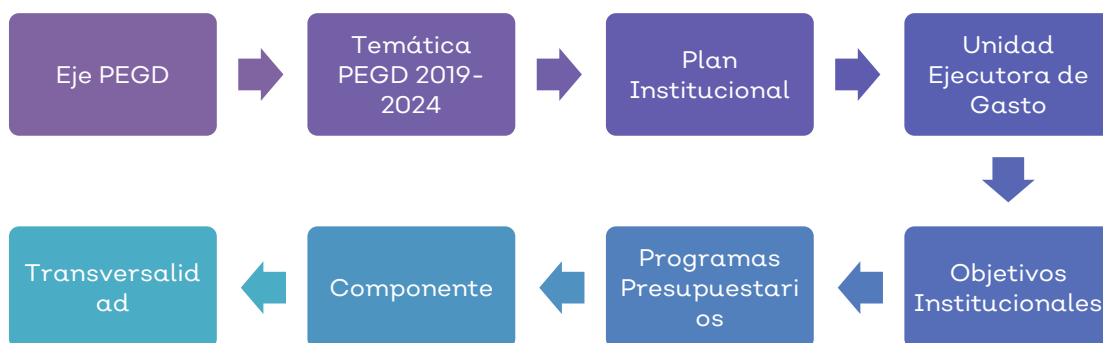 Eje PEGD
Temática
PEGD 2019-
2024
Plan
Institucional
Unidad
Ejecutora de
Gasto
Objetivos
Institucionales
Programas
Presupuestari
os
Componente
Transversalid
ad